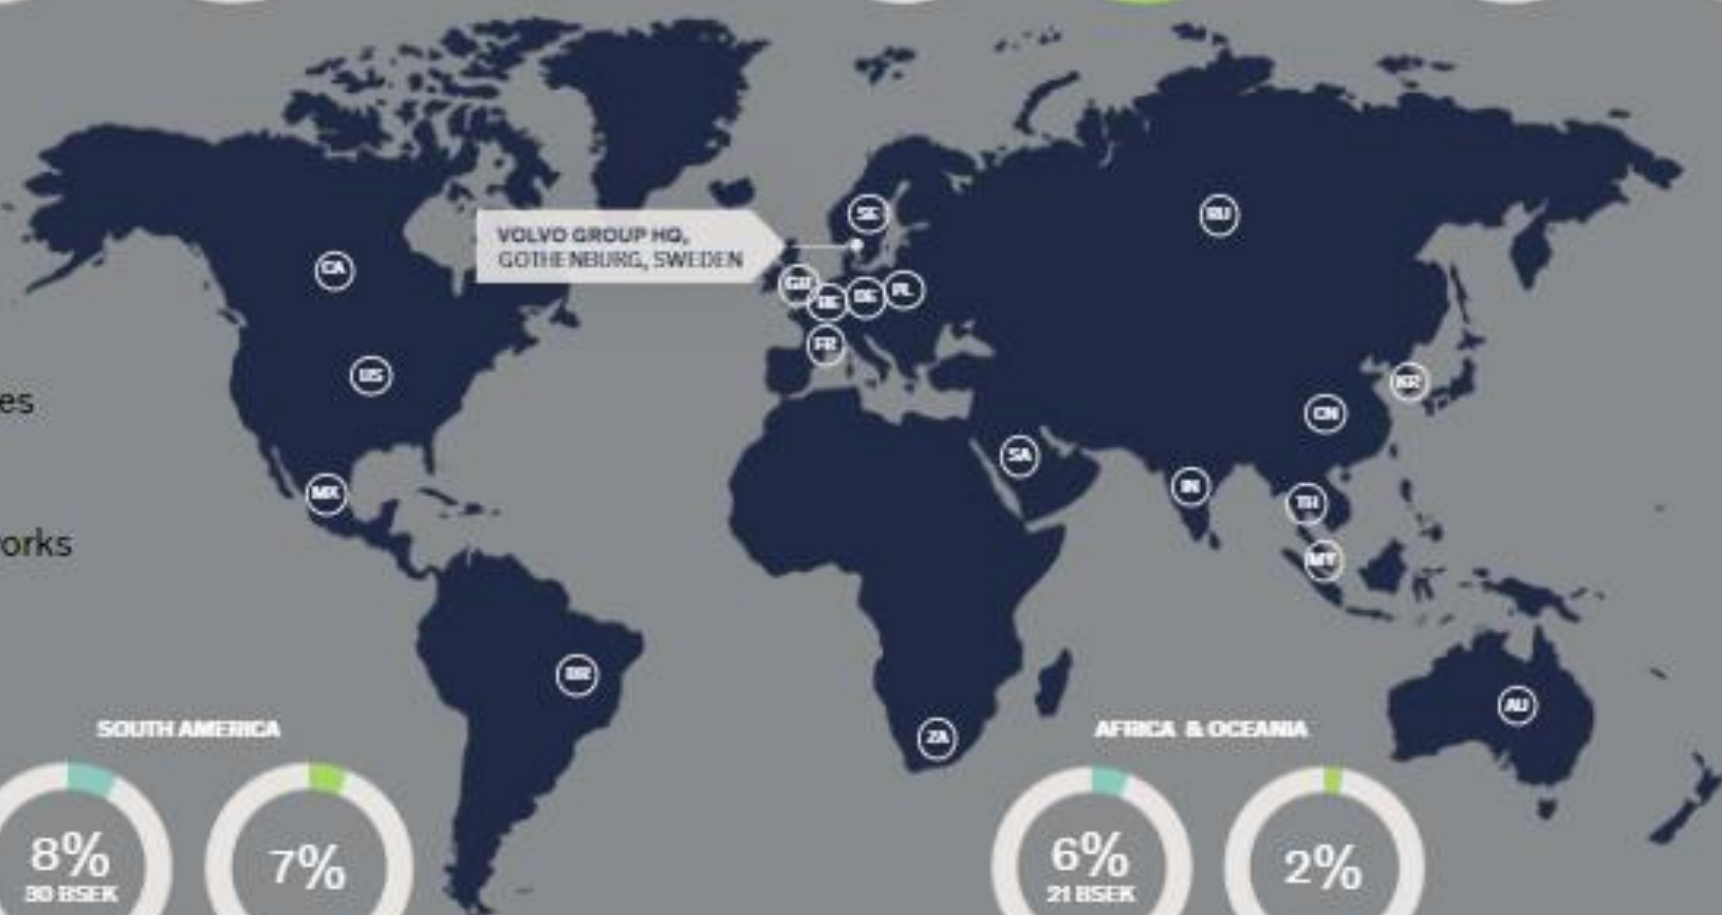 SE
RU
VOLVO GROUP HQ,
GOTHENBURG, SWEDEN
CA
GB
BE
DE
PL
FR
US
KR
es
CN
SA
MX
IN
TH
orks
MY
BR
AU
ZA
SOUTH AMERICA
AFRICA & OCEANIA
8%
30 BSEK
7%
6%
21 BSEK
2%